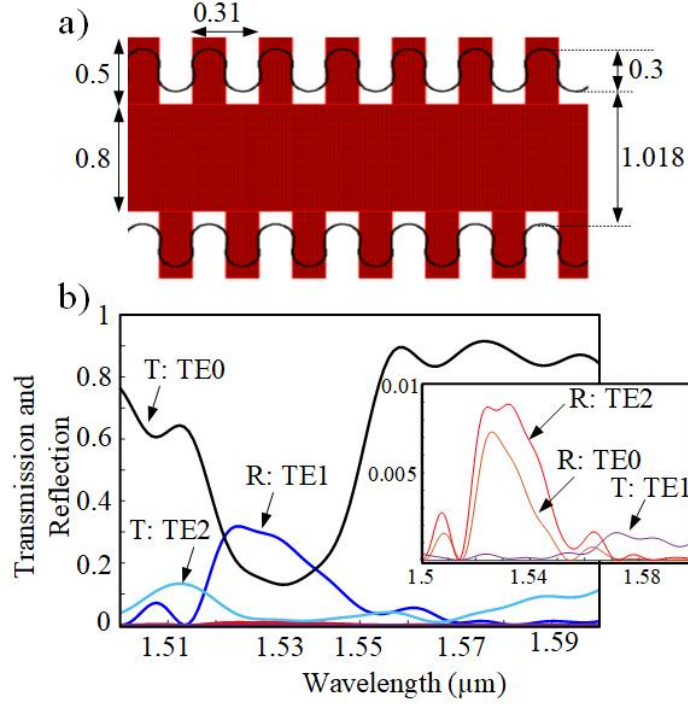 a)
0.31
0.5
0.3
0.8
1.018
b)
1
0.8
0.6
0.4
0.2
0
Transmission and
Reflection
T: TE0
T: TE2
R: TE1
0.010
0.005
R: TE2
R: TE0
T: TE1
1.5
1.54
1.58
1.51
1.53
1.55
1.57
1.59
Wavelength (μm)